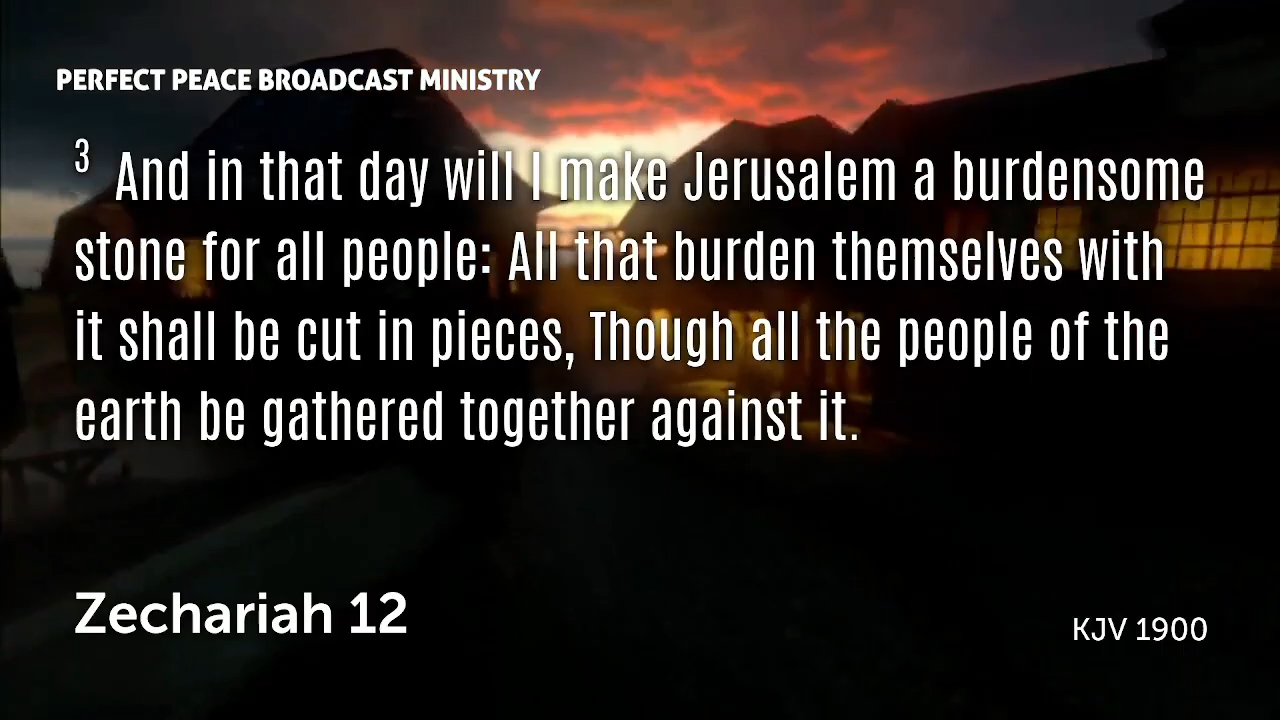 PERFECT PEACE BROADCAST MINISTRY
3 And in that day will I make Jerusalem a burdensome
stone for all people: All that burden themselves with
it shall be cut in pieces, Though all the people of the
earth be gathered together against it.
Zechariah 12
KJV 1900